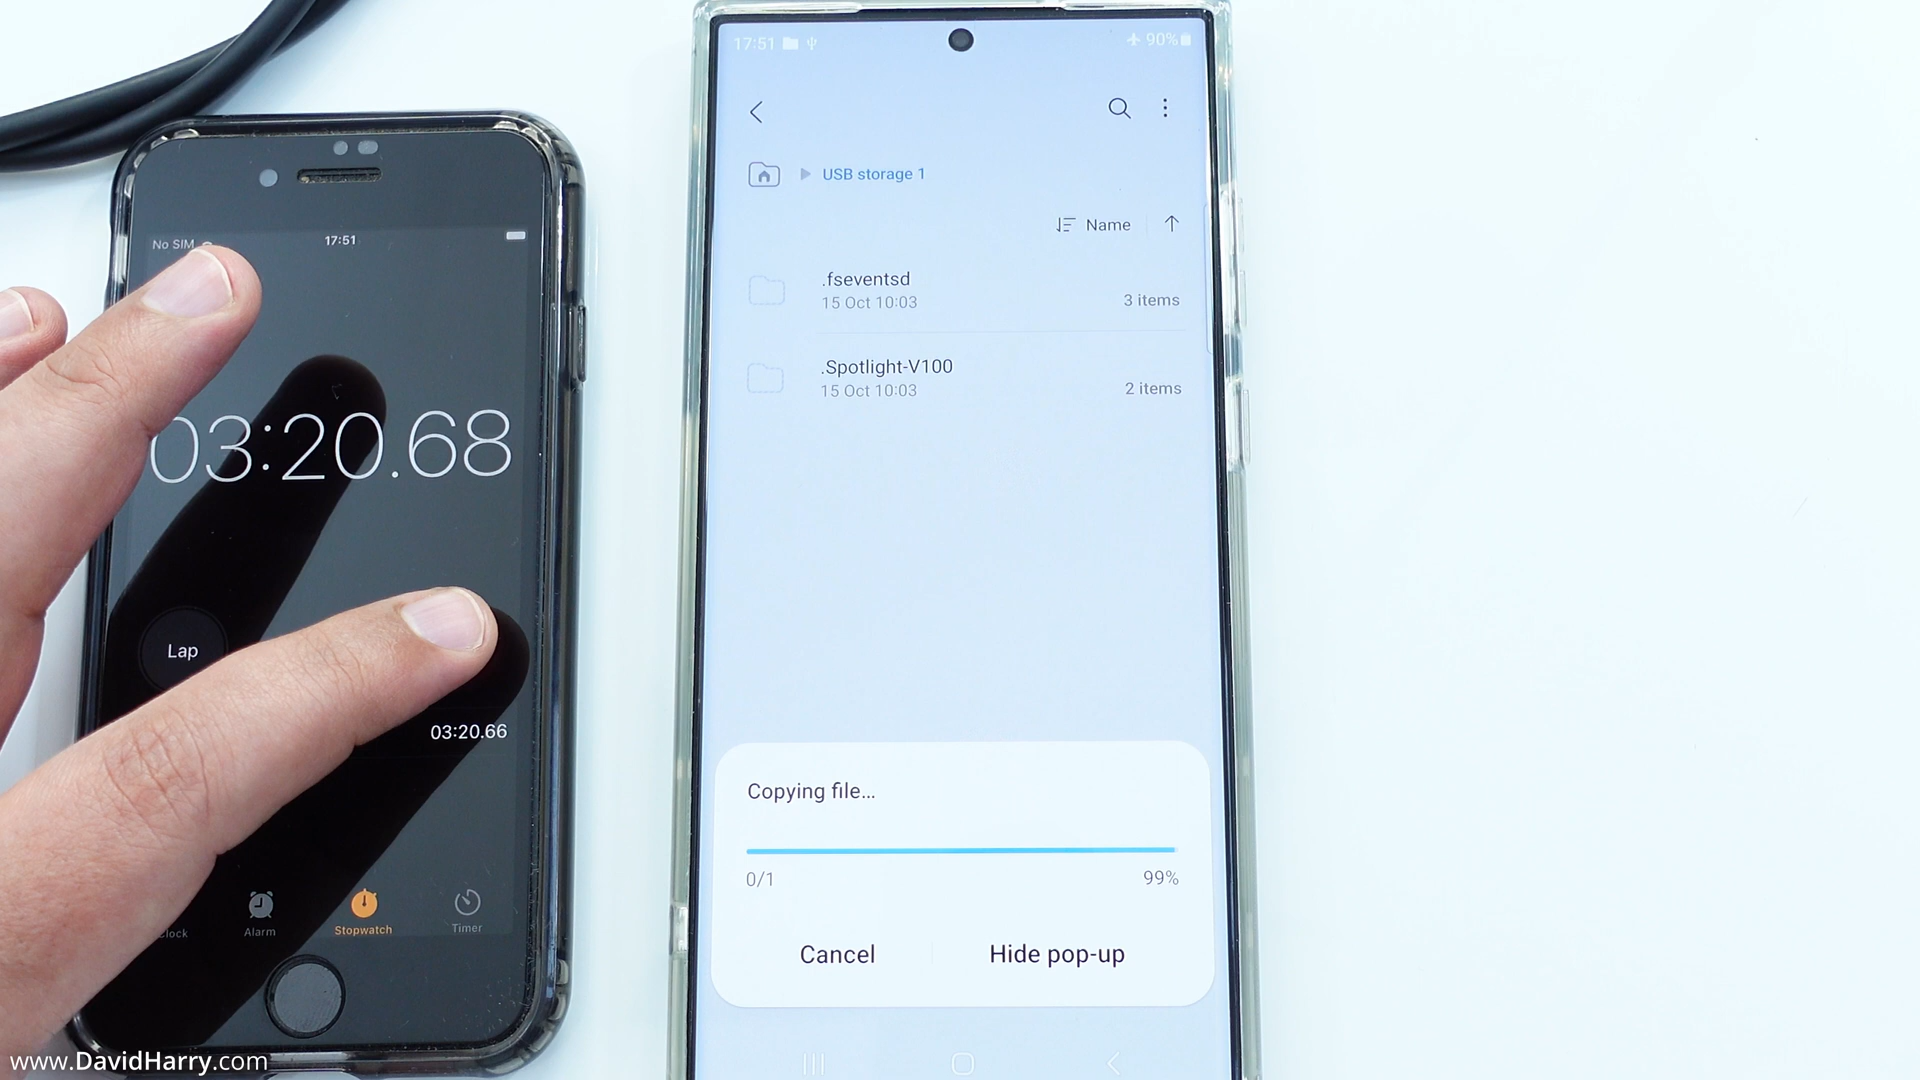 No SIM
17:51
03:20.68
Lap
03:20.66
Clock
Alarm
Stopwatch
Timer
17:51
90%
USB storage 1
Name
.fseventsd
15 Oct 10:03
3 items
.Spotlight-V100
15 Oct 10:03
2 items
Copying file...
0/1
99%
Cancel
Hide pop-up
www.DavidHarry.com